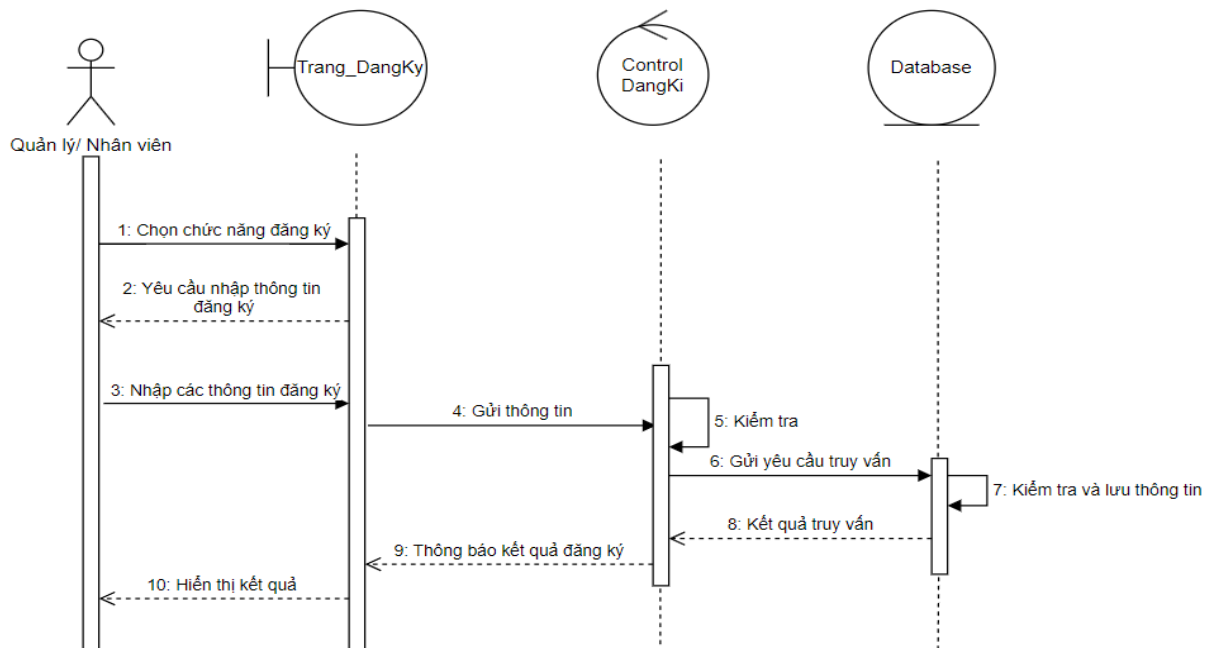 Trang_DangKy
Control
DangKi
Database
Quản lý/ Nhân viên
1: Chọn chức năng đăng ký
2: Yêu cầu nhập thông tin
đăng ký
3: Nhập các thông tin đăng ký
4: Gửi thông tin
5: Kiểm tra
6: Gửi yêu cầu truy vấn
7: Kiểm tra và lưu thông tin
8: Kết quả truy vấn
9: Thông báo kết quả đăng ký
10: Hiển thị kết quả